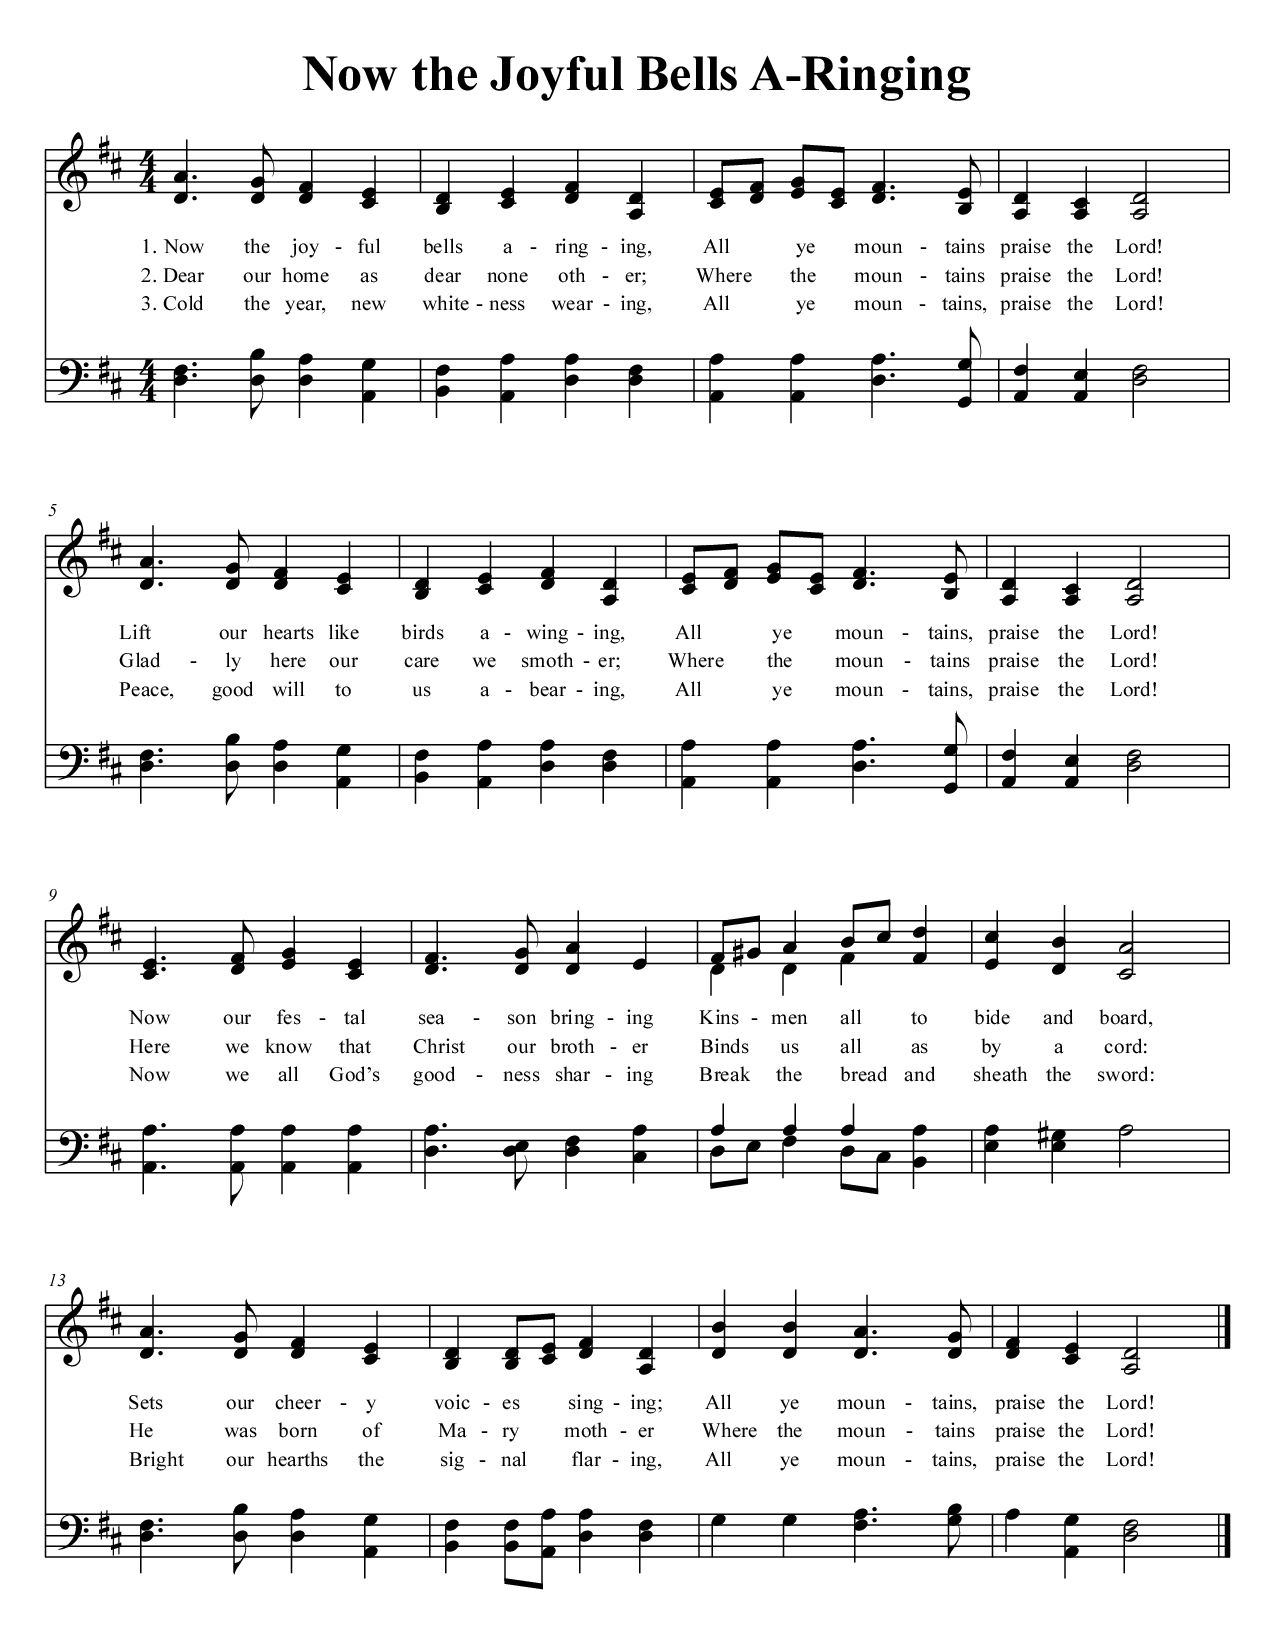 Now the Joyful Bells A-Ringing
1. Now the joy - ful bells a - ring - ing, All ye moun - tains praise the Lord!
2. Dear our home as dear none oth - er; Where the moun - tains praise the Lord!
3. Cold the year, new white - ness wear - ing, All ye moun - tains, praise the Lord!
5
Lift our hearts like birds a - wing - ing, All ye moun - tains, praise the Lord!
Glad - ly here our care we smoth - er; Where the moun - tains praise the Lord!
Peace, good will to us a - bear - ing, All ye moun - tains, praise the Lord!
9
Now our fes - tal sea - son bring - ing Kins - men all to bide and board,
Here we know that Christ our broth - er Binds us all as by a cord:
Now we all God's good - ness shar - ing Break the bread and sheath the sword:
13
Sets our cheer - y voic - es sing - ing; All ye moun - tains, praise the Lord!
He was born of Ma - ry moth - er Where the moun - tains praise the Lord!
Bright our hearths the sig - nal flar - ing, All ye moun - tains, praise the Lord!